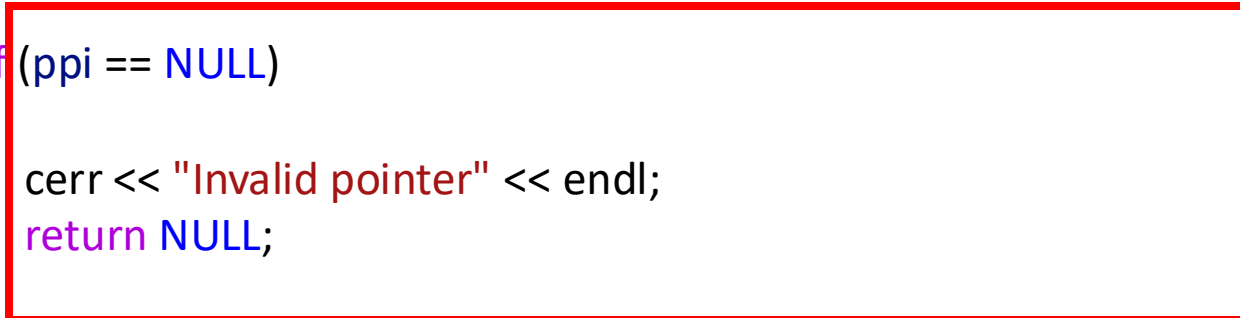 f (ppi == NULL)
cerr << "Invalid pointer" << endl;
return NULL;